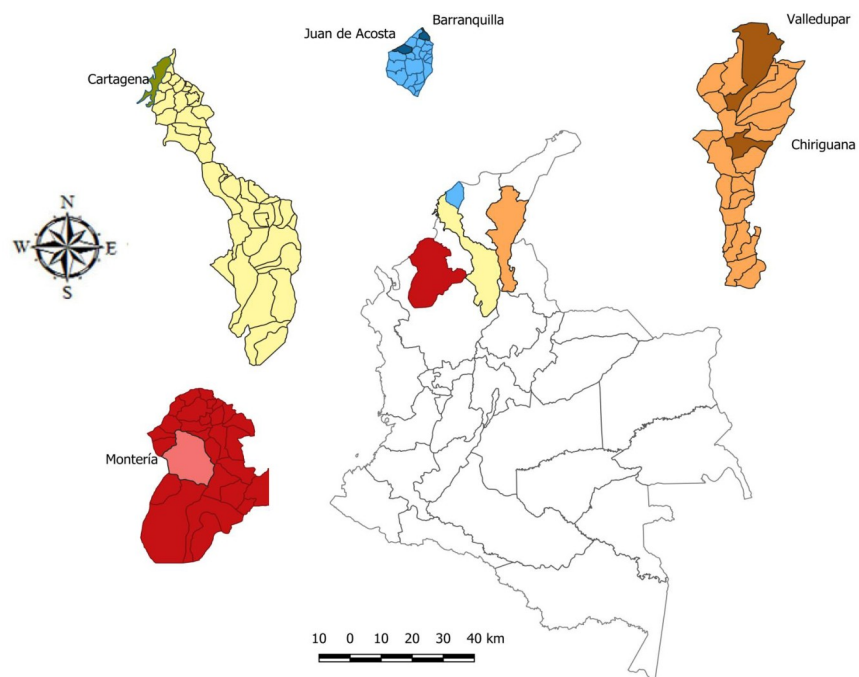 Barranquilla
Juan de Acosta
Valledupar
Cartagena
Chiriguana
N
W E
S
Montería
10 0 10 20 30 40 km